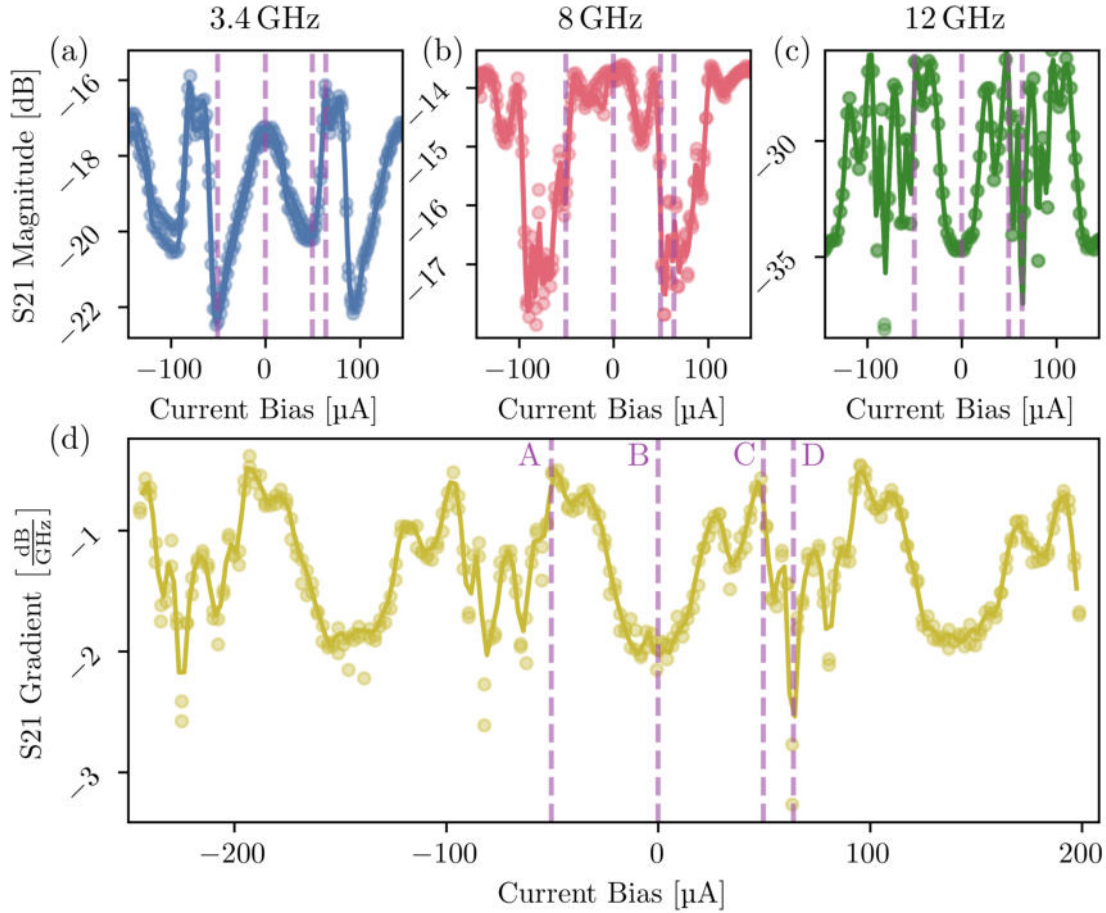 3.4 GHz
8 GHz
12 GHz
(a)
(b)
(c)
S21 Magnitude [dB]
−16
−18
−20
−22
−14
−15
−16
−17
−30
−35
−100 0 100
−100 0 100
−100 0 100
Current Bias [µA]
Current Bias [µA]
Current Bias [µA]
(d)
A
B
C
D
S21 Gradient [dB/GHz]
−1
−2
−3
−200 −100 0 100 200
Current Bias [µA]